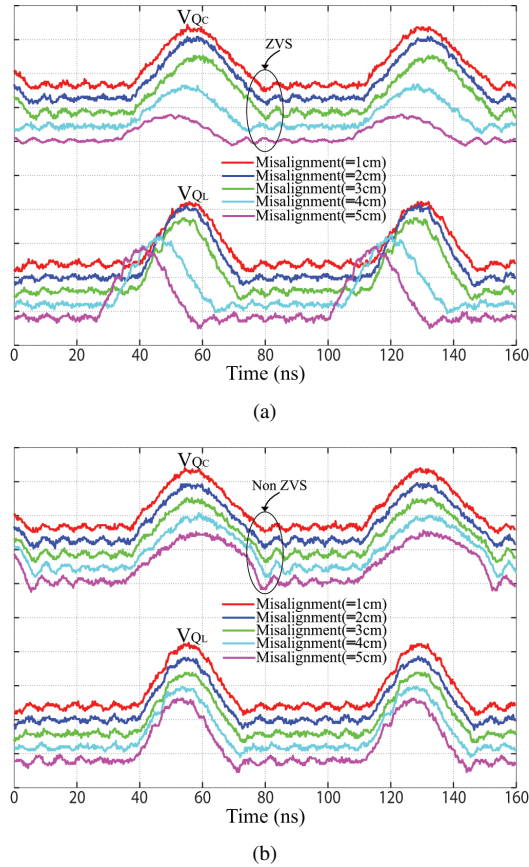 VQC
ZVS
Misalignment(=1cm)
Misalignment(=2cm)
VQL
Misalignment(=3cm)
Misalignment(=4cm)
Misalignment(=5cm)
0 20 40 60 80 100 120 140 160
Time (ns)
(a)
VQC
Non ZVS
Misalignment(=1cm)
Misalignment(=2cm)
Misalignment(=3cm)
VQL
Misalignment(=4cm)
Misalignment(=5cm)
0 20 40 60 80 100 120 140 160
Time (ns)
(b)